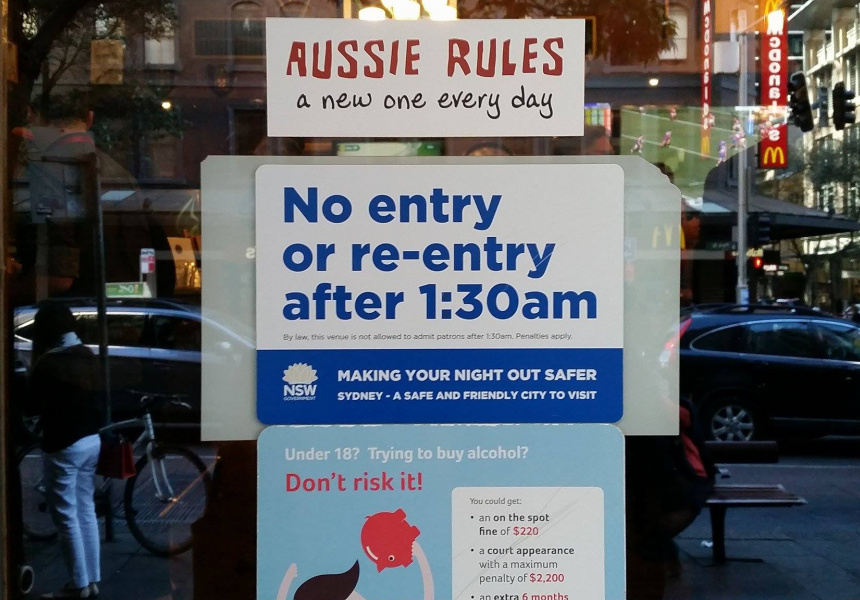 AUSSIE RULES
a new one every day
No entry
or re-entry
after 1:30am
By law, this venue is not allowed to admit patrons after 1:30am. Penalties apply.
NSW
GOVERNMENT
MAKING YOUR NIGHT OUT SAFER
SYDNEY - A SAFE AND FRIENDLY CITY TO VISIT
Under 18? Trying to buy alcohol?
Don't risk it!
You could get:
• an on the spot
fine of $220
• a court appearance
with a maximum
penalty of $2,200
• an extra 6 months
McDonald's
McDonald's